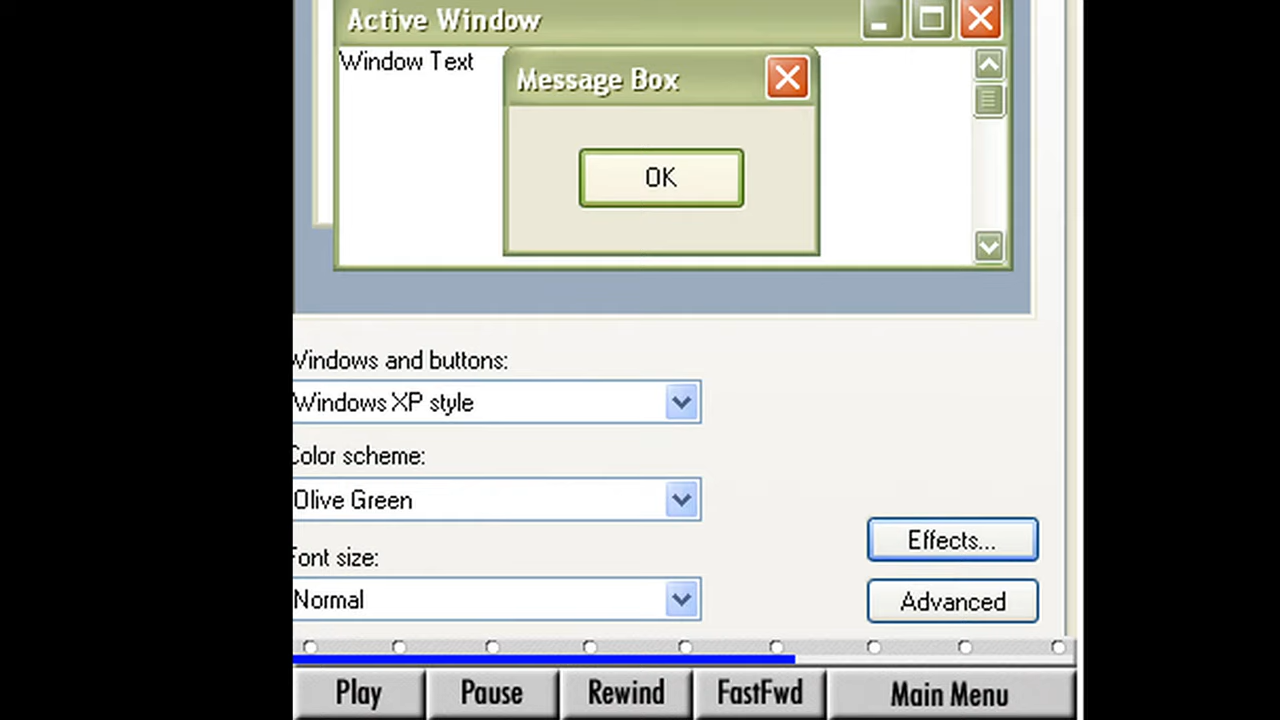 Active Window
Window Text
Message Box
OK
Windows and buttons:
Windows XP style
Color scheme:
Olive Green
Font size:
Normal
Effects...
Advanced
Play
Pause
Rewind
FastFwd
Main Menu